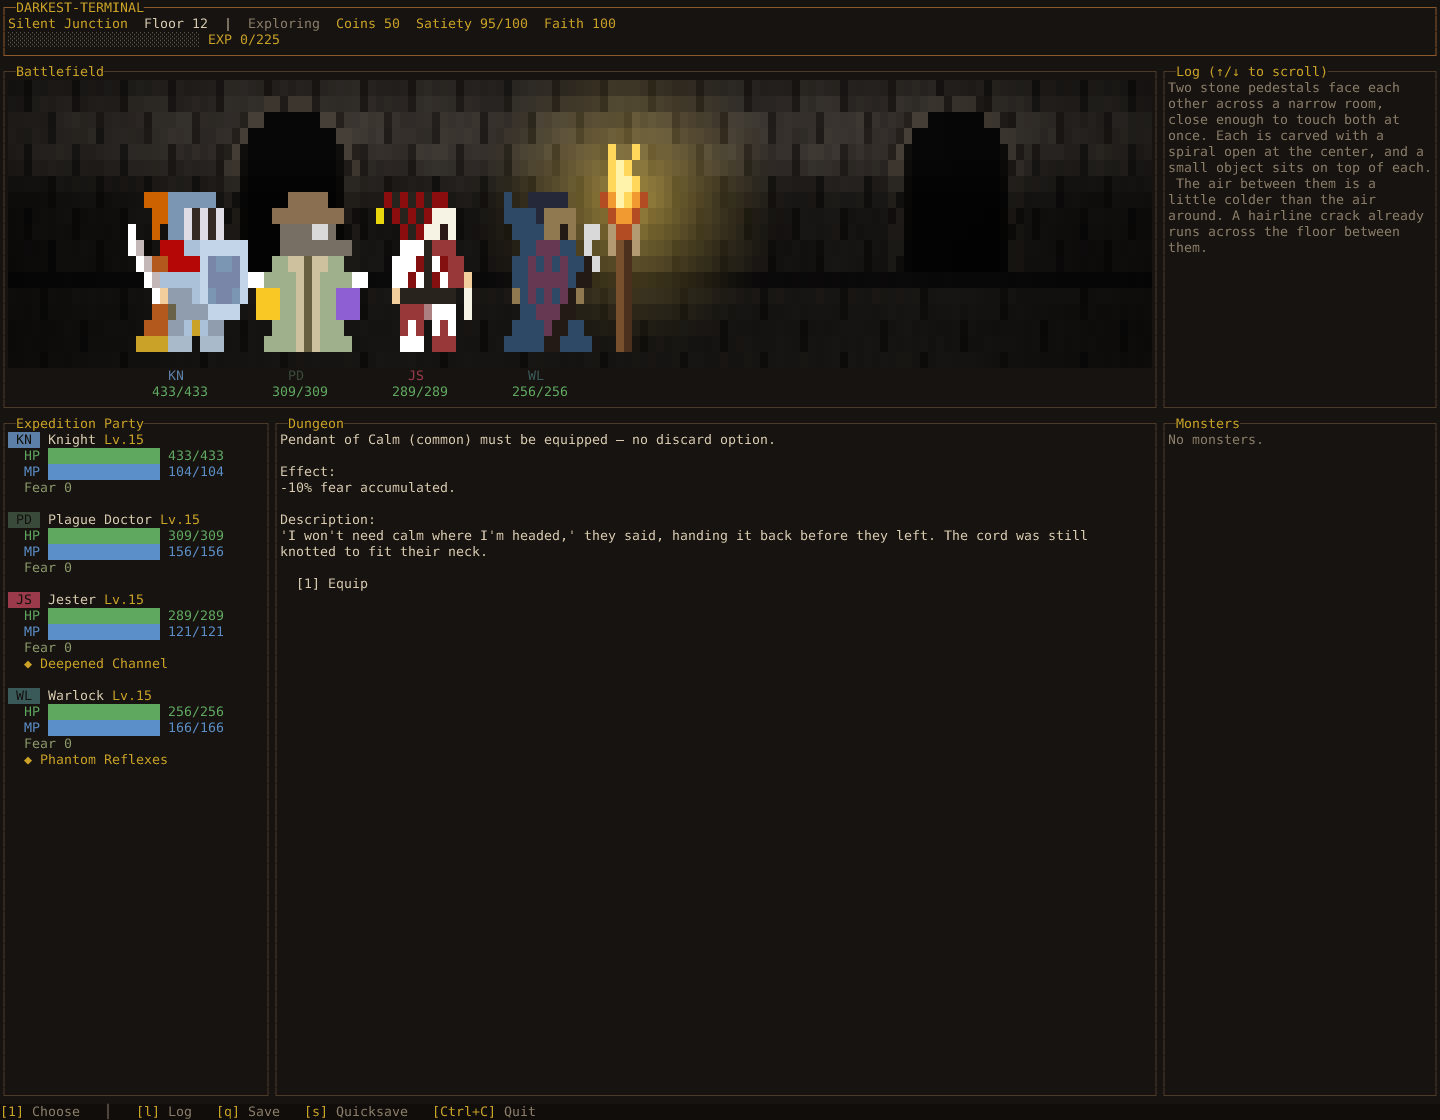 DARKEST-TERMINAL
Silent Junction  Floor 12  |  Exploring  Coins 50  Satiety 95/100  Faith 100
EXP 0/225
Battlefield
KN
433/433
PD
309/309
JS
289/289
WL
256/256
Log (↑/↓ to scroll)
Two stone pedestals face each
other across a narrow room,
close enough to touch both at
once. Each is carved with a
spiral open at the center, and a
small object sits on top of each.
The air between them is a
little colder than the air
around. A hairline crack already
runs across the floor between
them.
Expedition Party
KN Knight Lv.15
HP 433/433
MP 104/104
Fear 0
PD Plague Doctor Lv.15
HP 309/309
MP 156/156
Fear 0
JS Jester Lv.15
HP 289/289
MP 121/121
Fear 0
◆ Deepened Channel
WL Warlock Lv.15
HP 256/256
MP 166/166
Fear 0
◆ Phantom Reflexes
Dungeon
Pendant of Calm (common) must be equipped — no discard option.
Effect:
-10% fear accumulated.
Description:
'I won't need calm where I'm headed,' they said, handing it back before they left. The cord was still
knotted to fit their neck.
[1] Equip
Monsters
No monsters.
[1] Choose  │  [l] Log  [q] Save  [s] Quicksave  [Ctrl+C] Quit